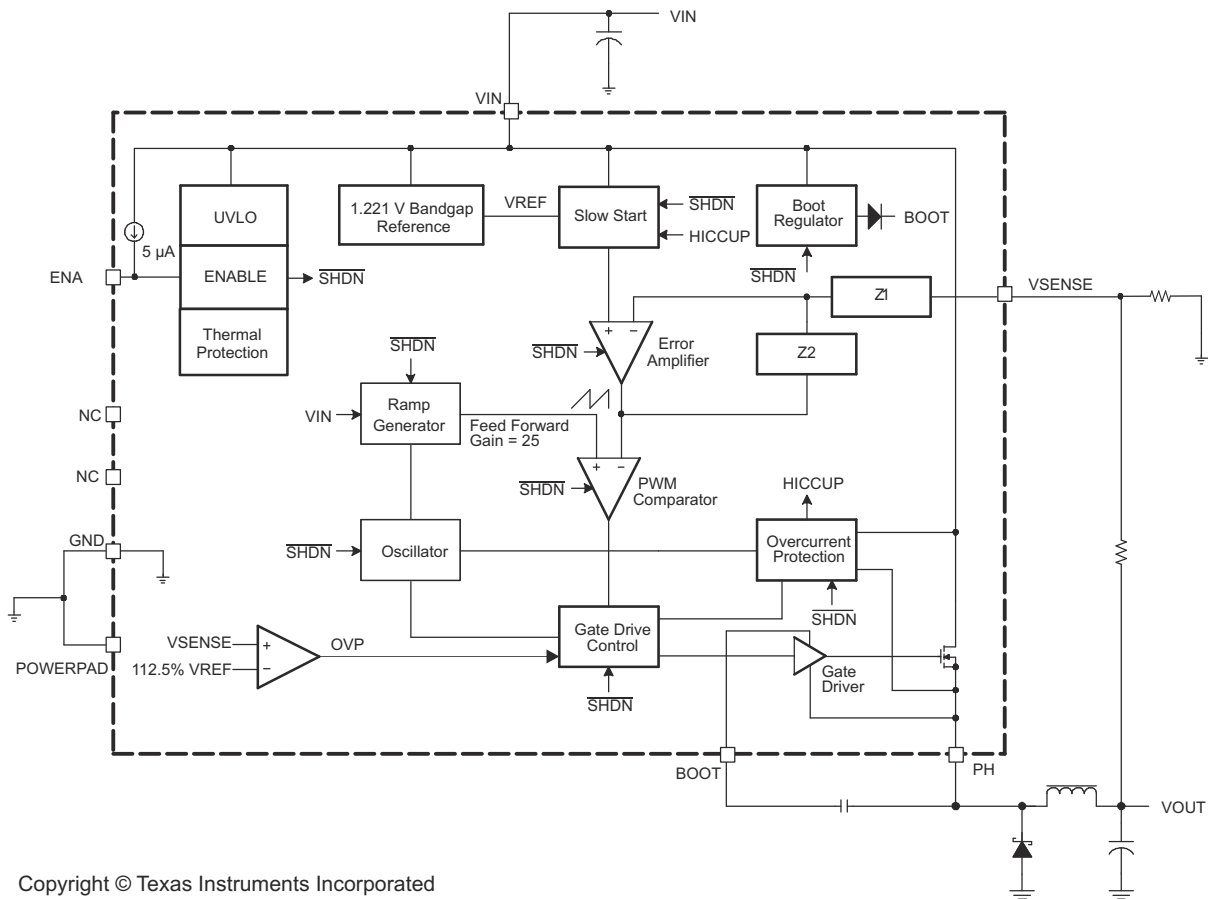 VIN
VIN
UVLO
1.221 V Bandgap
Reference
VREF
Slow Start
SHDN
HICCUP
Boot
Regulator
BOOT
5 µA
ENA
ENABLE
SHDN
SHDN
VSENSE
Z1
Thermal
Protection
SHDN
SHDN
+
−
Error
Amplifier
Z2
NC
VIN
Ramp
Generator
Feed Forward
Gain = 25
NC
SHDN
+
−
PWM
Comparator
HICCUP
GND
SHDN
Oscillator
Overcurrent
Protection
SHDN
POWERPAD
VSENSE
112.5% VREF
+
−
OVP
Gate Drive
Control
SHDN
Gate
Driver
BOOT
PH
VOUT
Copyright © Texas Instruments Incorporated